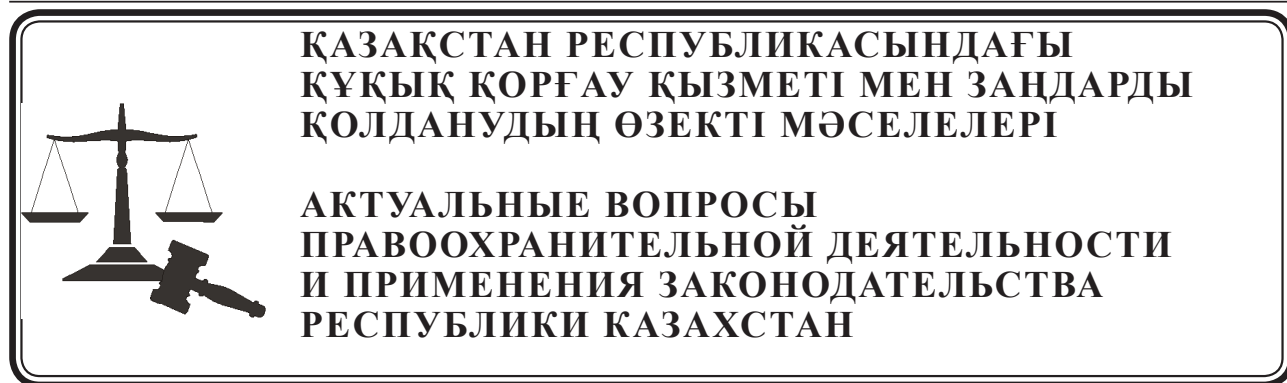 ҚАЗАҚСТАН РЕСПУБЛИКАСЫНДАҒЫ
ҚҰҚЫҚ ҚОРҒАУ ҚЫЗМЕТІ МЕН ЗАҢДАРДЫ
ҚОЛДАНУДЫҢ ӨЗЕКТІ МӘСЕЛЕЛЕРІ
АКТУАЛЬНЫЕ ВОПРОСЫ
ПРАВООХРАНИТЕЛЬНОЙ ДЕЯТЕЛЬНОСТИ
И ПРИМЕНЕНИЯ ЗАКОНОДАТЕЛЬСТВА
РЕСПУБЛИКИ КАЗАХСТАН